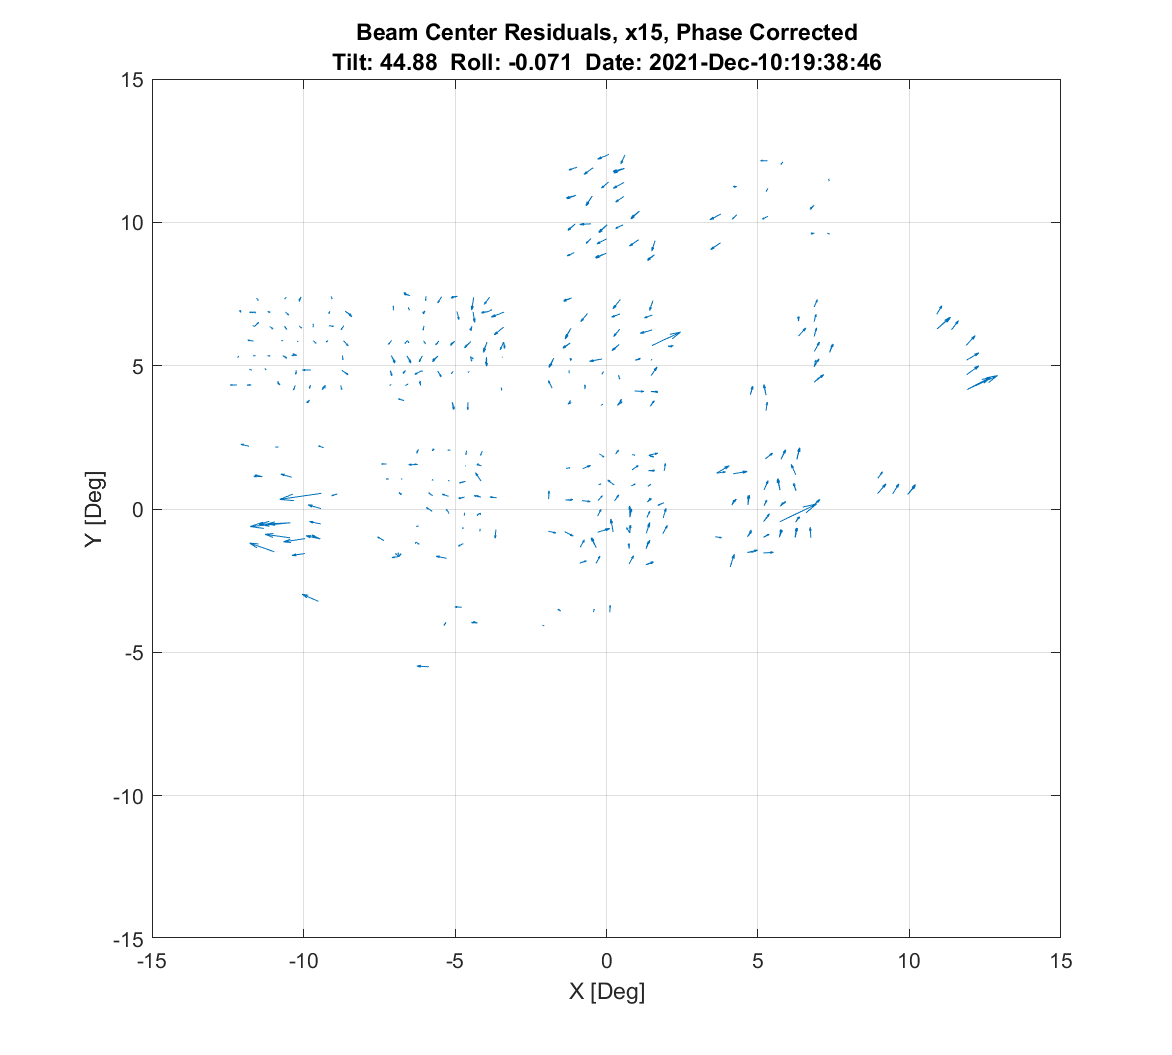 Beam Center Residuals, x15, Phase Corrected
Tilt: 44.88  Roll: -0.071  Date: 2021-Dec-10:19:38:46
15
10
5
0
-5
-10
-15
Y [Deg]
-15 -10 -5 0 5 10 15
X [Deg]